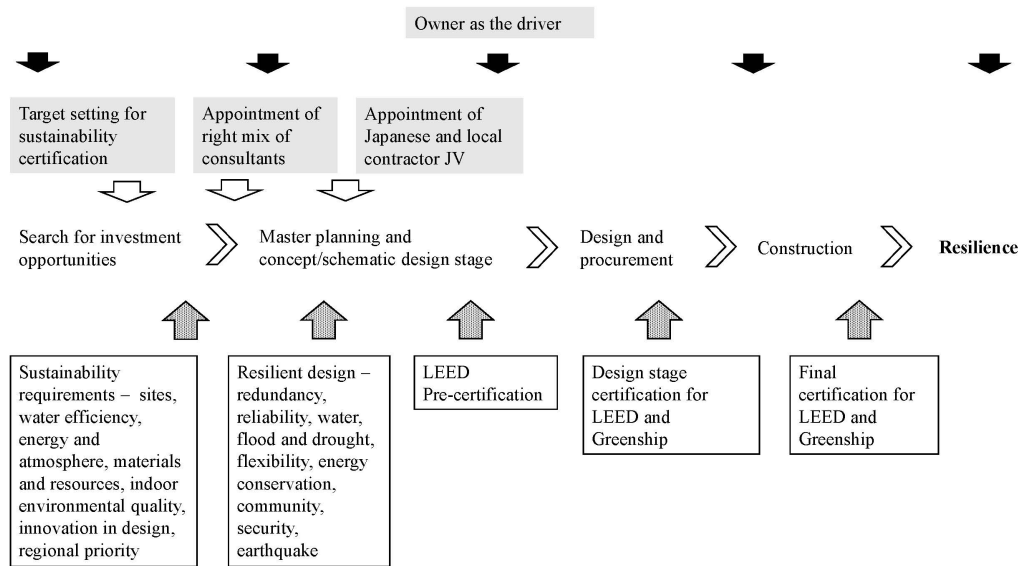 Owner as the driver
Target setting for
sustainability
certification
Appointment of
right mix of
consultants
Appointment of
Japanese and local
contractor JV
Search for investment
opportunities
Master planning and
concept/schematic design stage
Design and
procurement
Construction
Resilience
Sustainability
requirements – sites,
water efficiency,
energy and
atmosphere, materials
and resources, indoor
environmental quality,
innovation in design,
regional priority
Resilient design –
redundancy,
reliability, water,
flood and drought,
flexibility, energy
conservation,
community,
security,
earthquake
LEED
Pre-certification
Design stage
certification for
LEED and
Greenship
Final
certification for
LEED and
Greenship